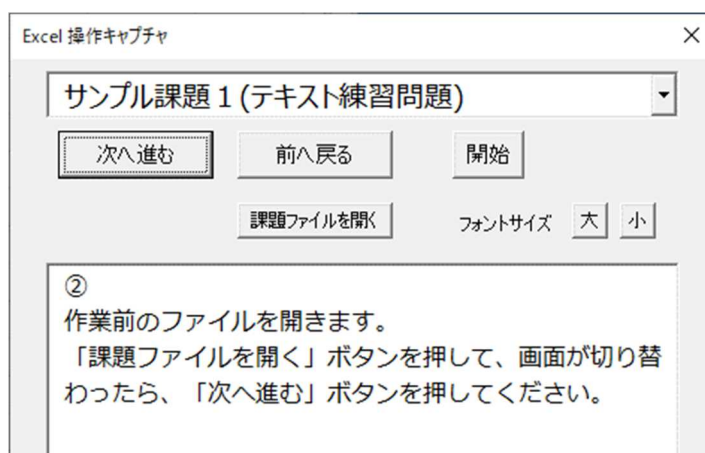 Excel 操作キャプチャ
サンプル課題1(テキスト練習問題)
次へ進む 前へ戻る 開始
課題ファイルを開く フォントサイズ 大 小
②
作業前のファイルを開きます。
「課題ファイルを開く」ボタンを押して、画面が切り替
わったら、「次へ進む」ボタンを押してください。